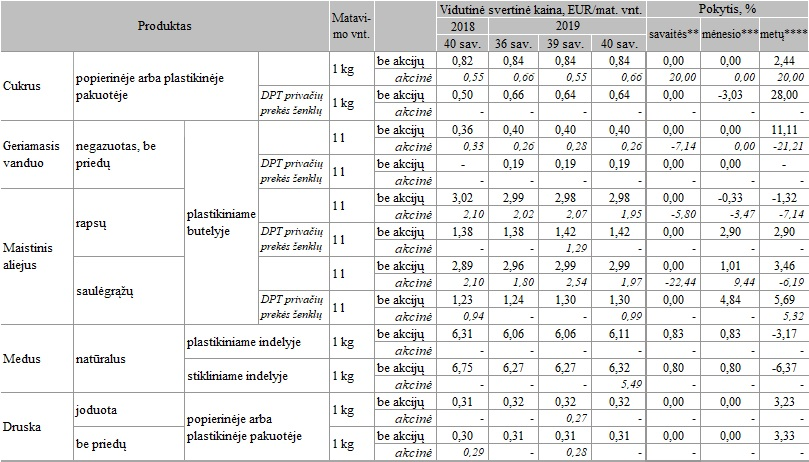 Produktas Matavi- Vidutinė svertinė kaina, EUR/mat. vnt. Pokytis, %
mo vnt. 2018 2019 savaitės** mėnesio*** metų****
40 sav. 36 sav. 39 sav. 40 sav.
Cukrus popierinėje arba plastikinėje pakuotėje 1 kg be akcijų 0,82 0,84 0,84 0,84 0,00 0,00 2,44
akcinė 0,55 0,66 0,55 0,66 20,00 0,00 20,00
DPT privačių prekės ženklų 1 kg be akcijų 0,50 0,66 0,64 0,64 0,00 -3,03 28,00
akcinė - - - - - - -
Geriamasis vanduo negazuotas, be priedų plastikiniame butelyje 1 l be akcijų 0,36 0,40 0,40 0,40 0,00 0,00 11,11
akcinė 0,33 0,26 0,28 0,26 -7,14 0,00 -21,21
DPT privačių prekės ženklų 1 l be akcijų - 0,19 0,19 0,19 0,00 0,00 -
akcinė - - - - - - -
Maistinis aliejus rapsų 1 l be akcijų 3,02 2,99 2,98 2,98 0,00 -0,33 -1,32
akcinė 2,10 2,02 2,07 1,95 -5,80 -3,47 -7,14
DPT privačių prekės ženklų 1 l be akcijų 1,38 1,38 1,42 1,42 0,00 2,90 2,90
akcinė - - 1,29 - - - -
saulėgrąžų 1 l be akcijų 2,89 2,96 2,99 2,99 0,00 1,01 3,46
akcinė 2,10 1,80 2,54 1,97 -22,44 9,44 -6,19
DPT privačių prekės ženklų 1 l be akcijų 1,23 1,24 1,30 1,30 0,00 4,84 5,69
akcinė 0,94 - - 0,99 - - 5,32
Medus natūralus plastikiniame indelyje 1 kg be akcijų 6,31 6,06 6,06 6,11 0,83 0,83 -3,17
akcinė - - - - - - -
stikliniame indelyje 1 kg be akcijų 6,75 6,27 6,27 6,32 0,80 0,80 -6,37
akcinė - - - 5,49 - - -
Druska joduota popierinėje arba plastikinėje pakuotėje 1 kg be akcijų 0,31 0,32 0,32 0,32 0,00 0,00 3,23
akcinė - - 0,27 - - - -
be priedų 1 kg be akcijų 0,30 0,31 0,31 0,31 0,00 0,00 3,33
akcinė 0,29 - 0,28 - - - -